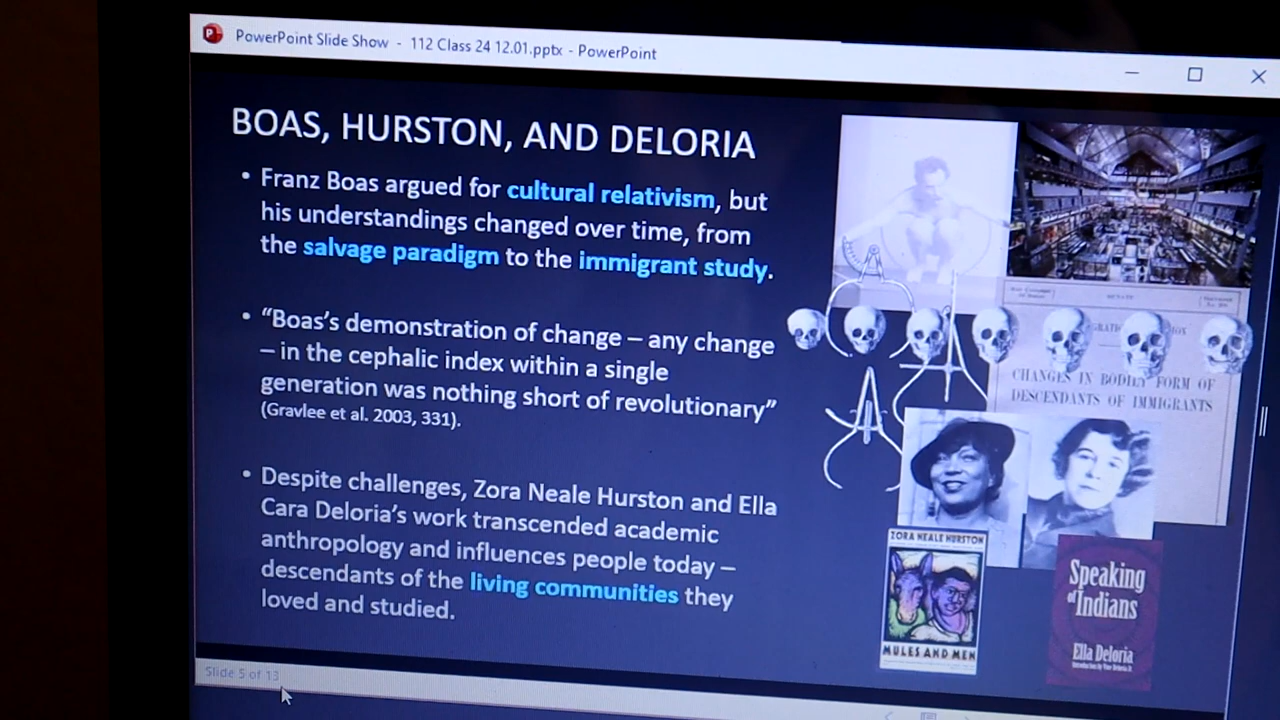 PowerPoint Slide Show - 112 Class 24 12.01.pptx - PowerPoint
BOAS, HURSTON, AND DELORIA
• Franz Boas argued for cultural relativism, but
his understandings changed over time, from
the salvage paradigm to the immigrant study.
• “Boas’s demonstration of change – any change
– in the cephalic index within a single
generation was nothing short of revolutionary”
(Gravlee et al. 2003, 331).
• Despite challenges, Zora Neale Hurston and Ella
Cara Deloria’s work transcended academic
anthropology and influences people today –
descendants of the living communities they
loved and studied.
CHANGES IN BODILY FORM OF
DESCENDANTS OF IMMIGRANTS
ZORA NEALE HURSTON
MULES AND MEN
Speaking
of Indians
Ella Deloria
Slide 5 of 13